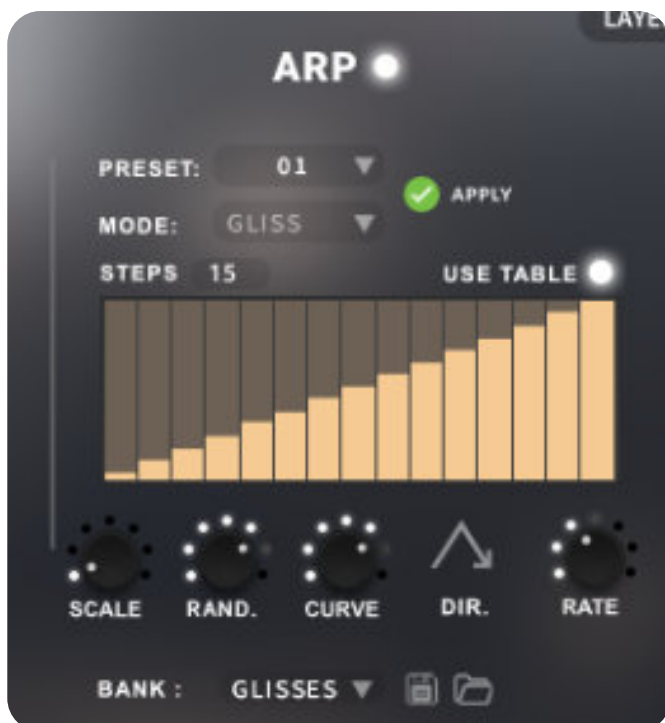 LAYE
ARP
PRESET: 01
APPLY
MODE: GLISS
STEPS 15 USE TABLE
SCALE RAND. CURVE DIR. RATE
BANK : GLISSES